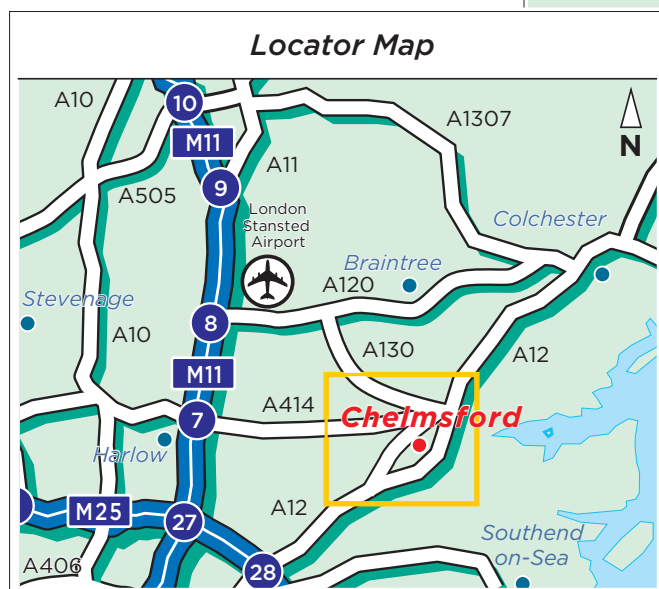 Locator Map
A10
10
A1307
M11
N
A11
A505
9
London
Stansted
Airport
Colchester
Braintree
A120
Stevenage
8
A10
A130
A12
M11
A414
7
Chelmsford
Harlow
A12
M25
27
Southend
on-Sea
A406
28